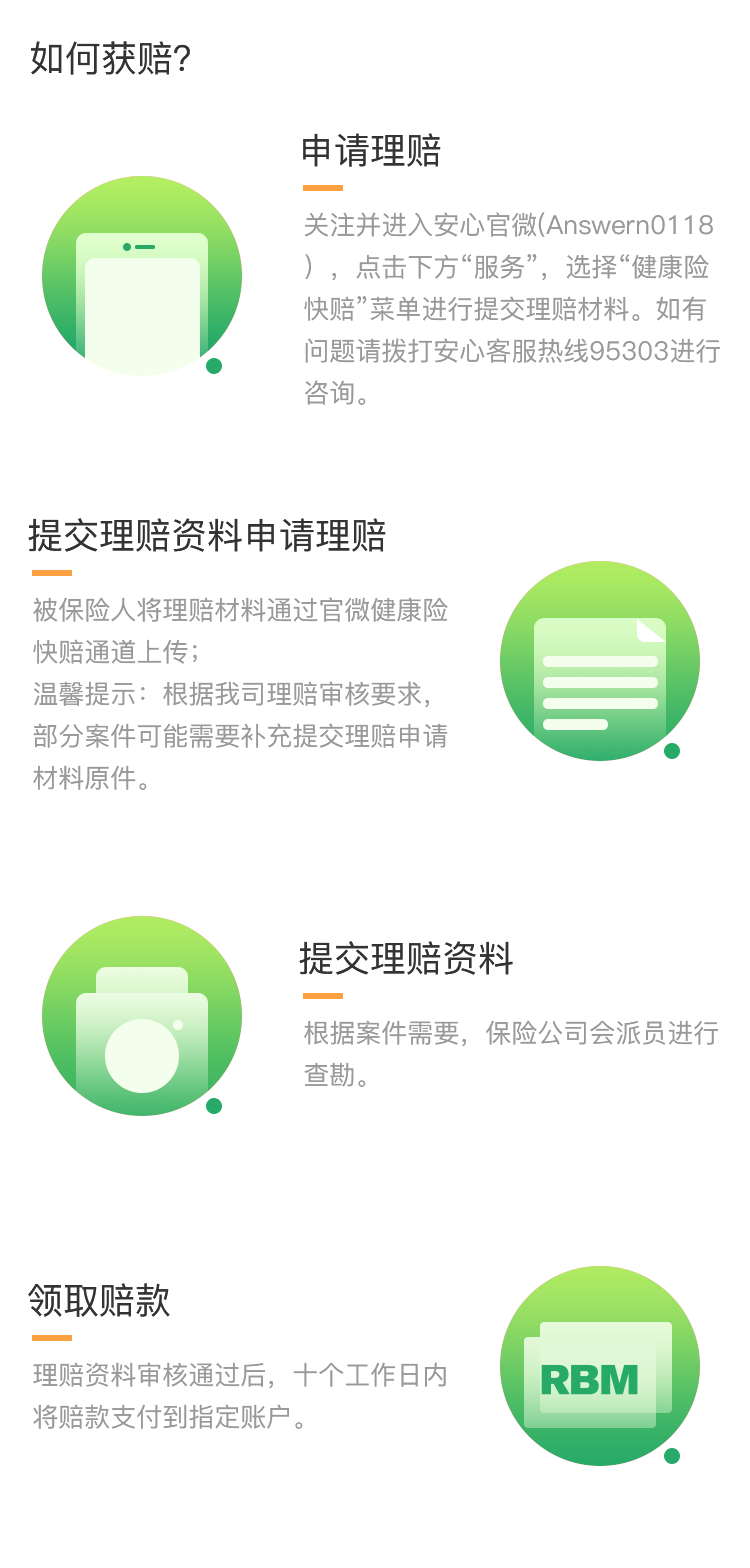 如何获赔?
申请理赔
关注并进入安心官微(Answern0118
），点击下方“服务”，选择“健康险
快赔”菜单进行提交理赔材料。如有
问题请拨打安心客服热线95303进行
咨询。
提交理赔资料申请理赔
被保险人将理赔材料通过官微健康险
快赔通道上传；
温馨提示：根据我司理赔审核要求，
部分案件可能需要补充提交理赔申请
材料原件。
提交理赔资料
根据案件需要，保险公司会派员进行
查勘。
领取赔款
理赔资料审核通过后，十个工作日内
将赔款支付到指定账户。
RBM